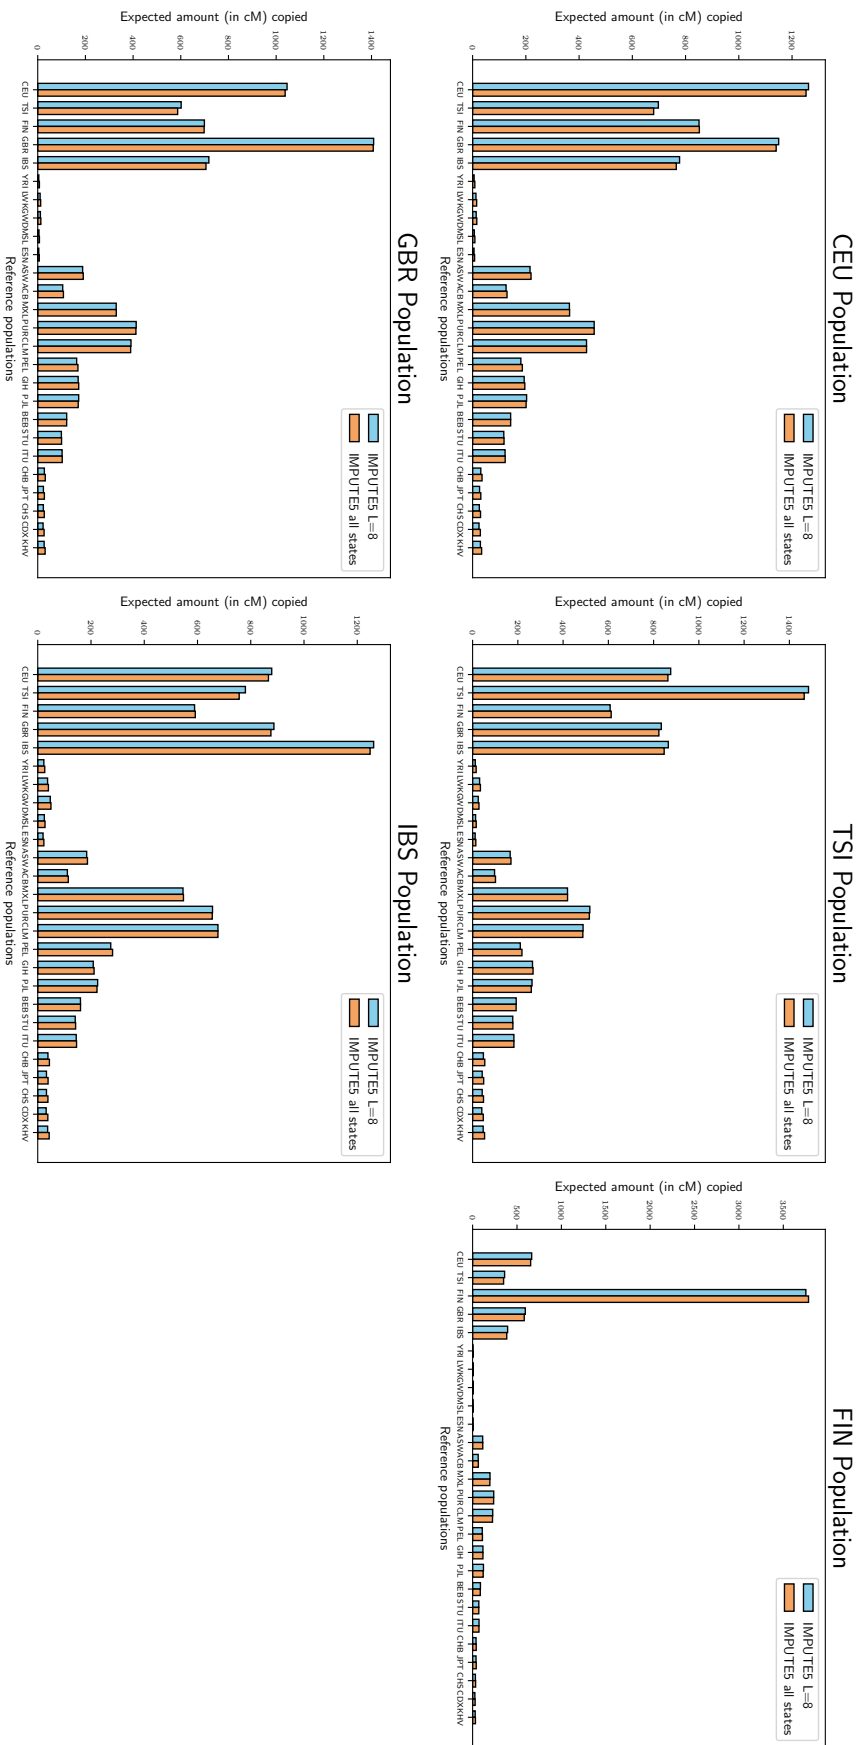 CEU Population
Expected amount (in cM) copied
0 200 400 600 800 1000 1200
IMPUTE5 L=8
IMPUTE5 all states
CEU TSI FIN GBR IBS YRI LWK GWD MSL ESN ASW ACB MXL PUR CLM PEL GIH PJL BEB STU ITU CHB JPT CHS CDX KHV
Reference populations
TSI Population
Expected amount (in cM) copied
0 200 400 600 800 1000 1200 1400
IMPUTE5 L=8
IMPUTE5 all states
CEU TSI FIN GBR IBS YRI LWK GWD MSL ESN ASW ACB MXL PUR CLM PEL GIH PJL BEB STU ITU CHB JPT CHS CDX KHV
Reference populations
FIN Population
Expected amount (in cM) copied
0 500 1000 1500 2000 2500 3000 3500
IMPUTE5 L=8
IMPUTE5 all states
CEU TSI FIN GBR IBS YRI LWK GWD MSL ESN ASW ACB MXL PUR CLM PEL GIH PJL BEB STU ITU CHB JPT CHS CDX KHV
Reference populations
GBR Population
Expected amount (in cM) copied
0 200 400 600 800 1000 1200 1400
IMPUTE5 L=8
IMPUTE5 all states
CEU TSI FIN GBR IBS YRI LWK GWD MSL ESN ASW ACB MXL PUR CLM PEL GIH PJL BEB STU ITU CHB JPT CHS CDX KHV
Reference populations
IBS Population
Expected amount (in cM) copied
0 200 400 600 800 1000 1200
IMPUTE5 L=8
IMPUTE5 all states
CEU TSI FIN GBR IBS YRI LWK GWD MSL ESN ASW ACB MXL PUR CLM PEL GIH PJL BEB STU ITU CHB JPT CHS CDX KHV
Reference populations